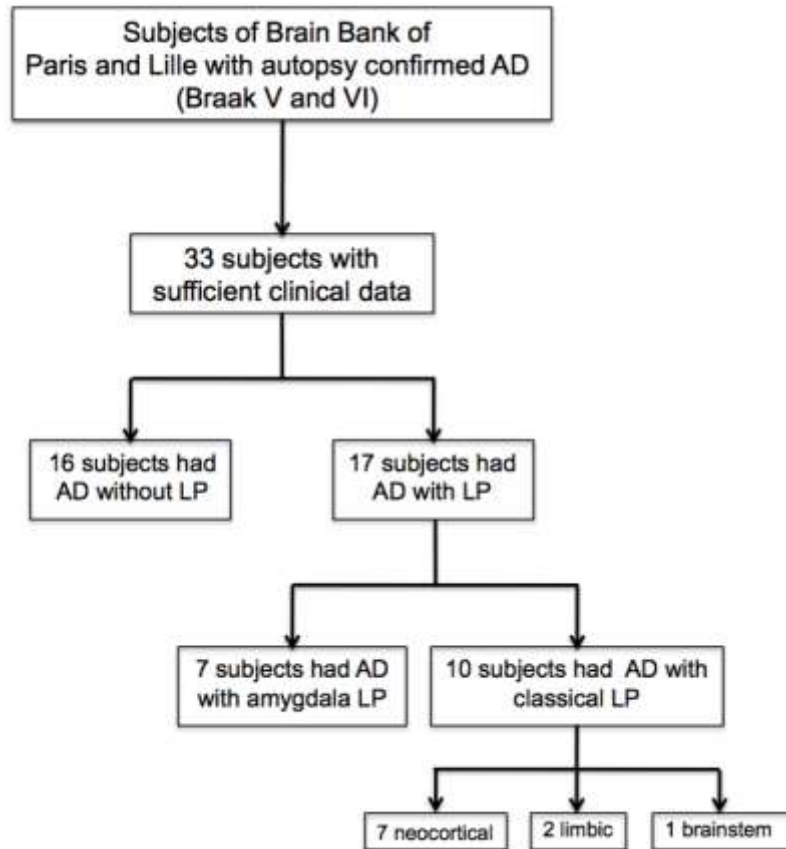 Subjects of Brain Bank of
Paris and Lille with autopsy confirmed AD
(Braak V and VI)
33 subjects with
sufficient clinical data
16 subjects had
AD without LP
17 subjects had
AD with LP
7 subjects had AD
with amygdala LP
10 subjects had AD with
classical LP
7 neocortical
2 limbic
1 brainstem